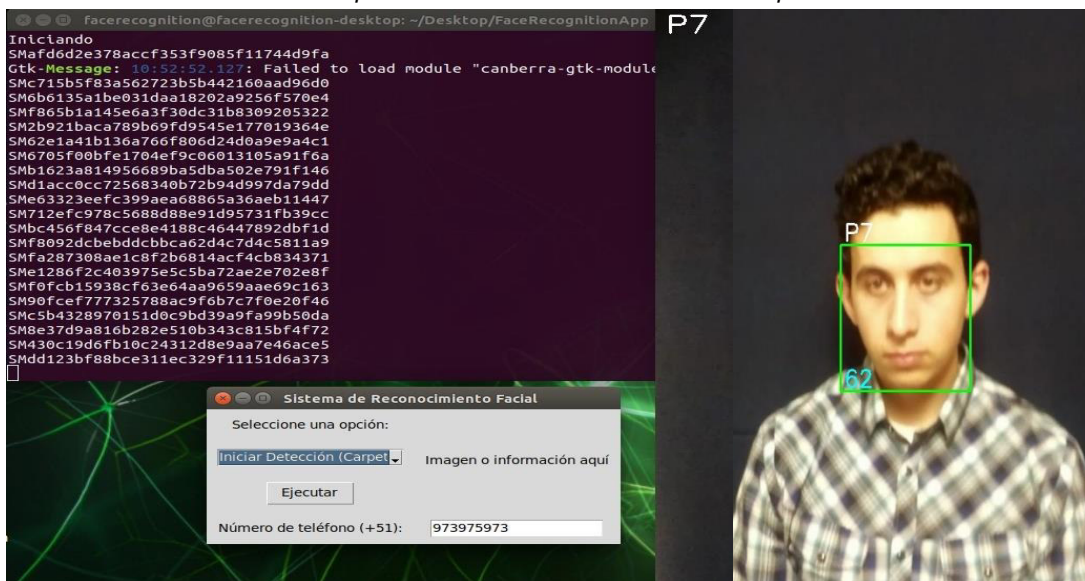 facerecognition@facerecognition-desktop: ~/Desktop/FaceRecognitionApp
Iniciando
SMafd6d2e378accf353f9085f11744d9fa
Gtk-Message: 10:52:52.127: Failed to load module "canberra-gtk-module
SMc715b5f83a562723b5b442160aad96d0
SM6b6135a1be031daa18202a9256f570e4
SMf865b1a145e6a3f30dc31b8309205322
SM2b921baca789b69fd9545e177019364e
SM62e1a41b136a766f806d24d0a9e9a4c1
SM6705f00bfe1704ef9c06013105a91f6a
SMb1623a814956689ba5dba502e791f146
SMd1acc0cc72568340b72b94d997da79dd
SMe63323eefc399aea68865a36aeb11447
SM712efc978c5688d88e91d95731fb39cc
SMbc456f847cce8e4188c46447892dbf1d
SMf8092dcbebddcbbca62d4c7d4c5811a9
SMfa287308ae1c8f2b6814acf4cb834371
SMe1286f2c403975e5c5ba72ae2e702e8f
SMf0fcb15938cf63e64aa9659aae69c163
SM90fcef777325788ac9f6b7c7f0e20f46
SMc5b4328970151d0c9bd39a9fa99b50da
SM8e37d9a816b282e510b343c815bf4f72
SM430c19d6fb10c24312d8e9aa7e46ace5
SMdd123bf88bce311ec329f11151d6a373
Sistema de Reconocimiento Facial
Seleccione una opción:
Iniciar Detección (Carpet
Imagen o información aquí
Ejecutar
Número de teléfono (+51):
973975973
P7
P7
62